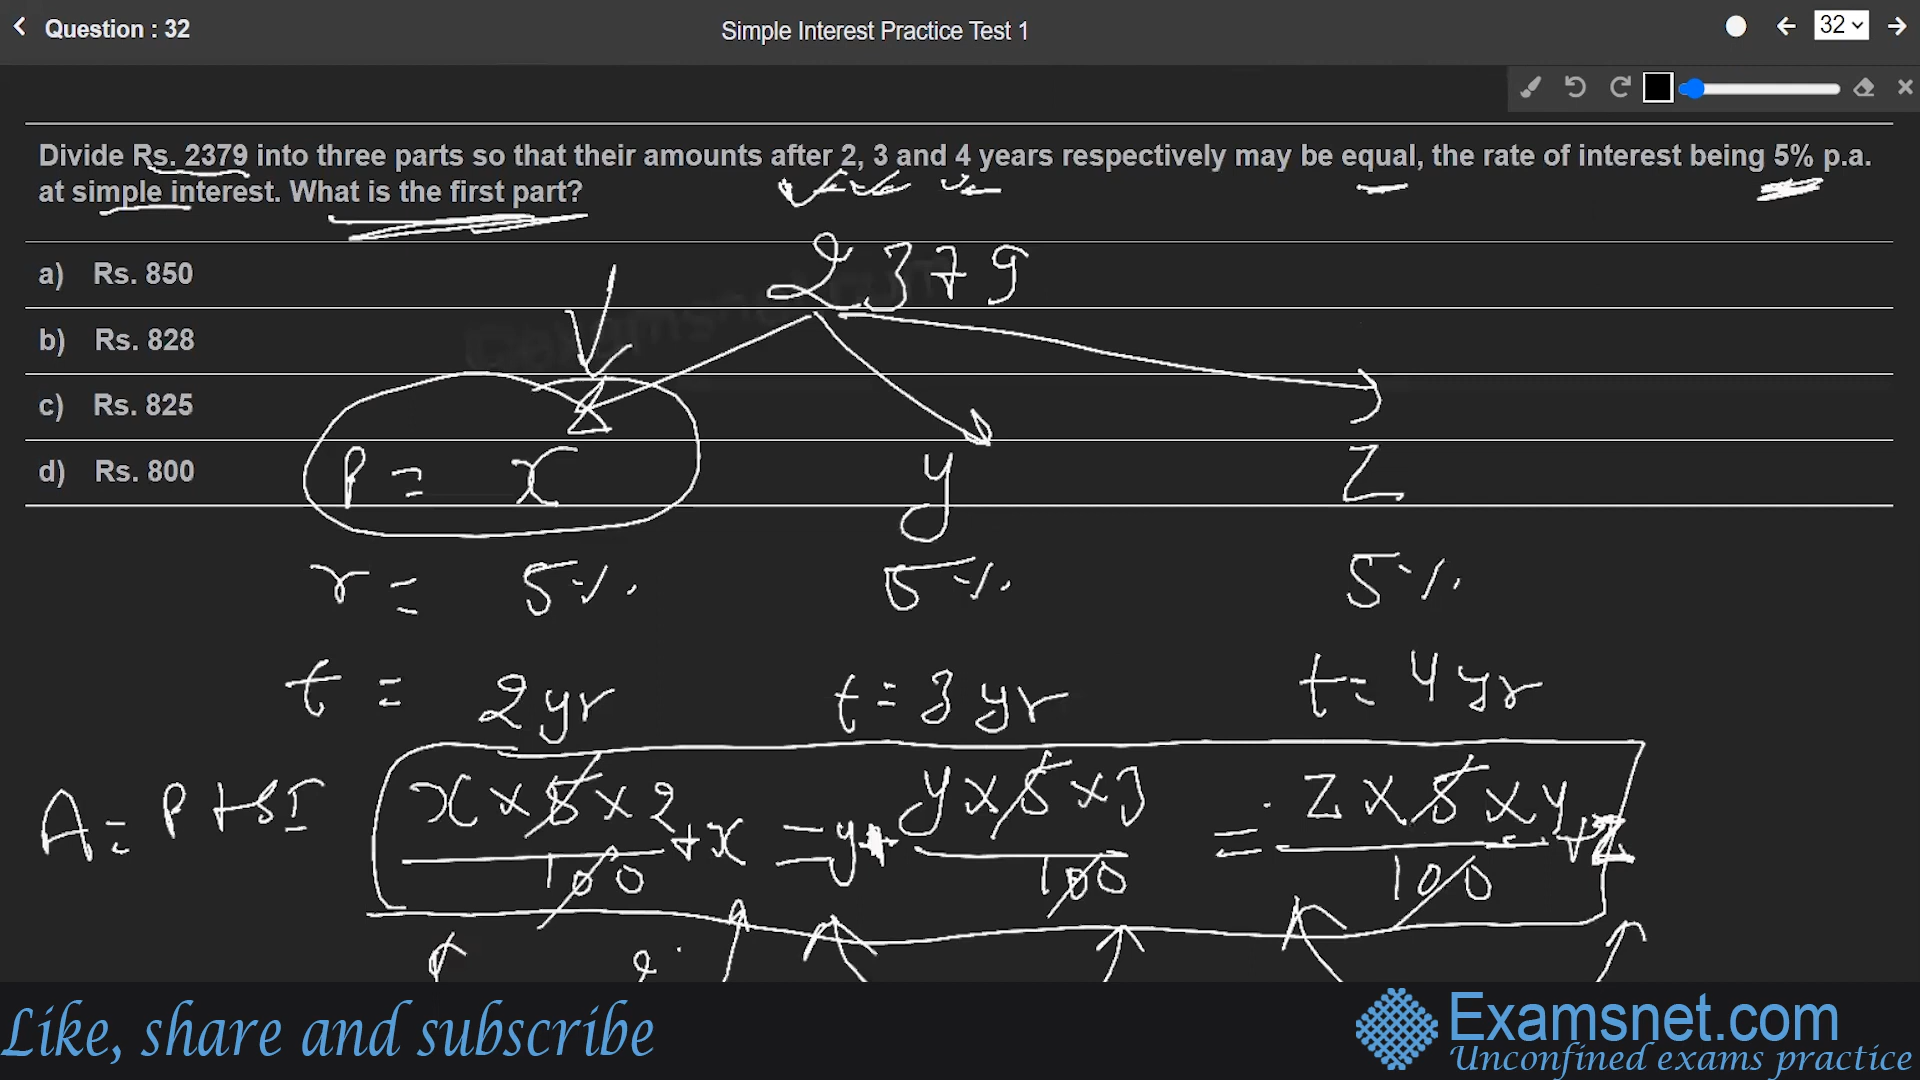 Question : 32
Simple Interest Practice Test 1
32
Divide Rs. 2379 into three parts so that their amounts after 2, 3 and 4 years respectively may be equal, the rate of interest being 5% p.a.
at simple interest. What is the first part?
2379
a) Rs. 850
b) Rs. 828
c) Rs. 825
d) Rs. 800
P = x y z
r = 5% 5% 5%
t = 2yr t = 3yr t = 4yr
A = P + SI
x × 5 × 2 / 100 + x = y + y × 5 × 3 / 100 = z × 5 × 4 / 100 + z
Like, share and subscribe
Examsnet.com
Unconfined exams practice